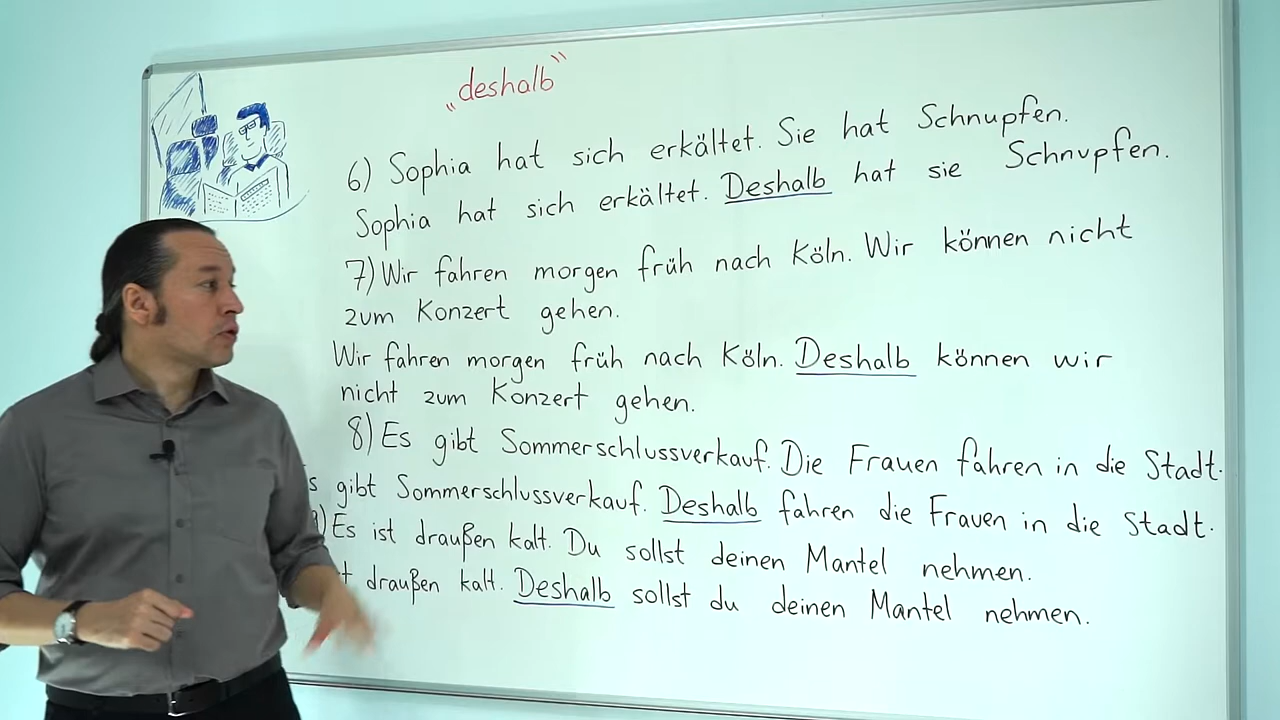 „deshalb"
6) Sophia hat sich erkältet. Sie hat Schnupfen.
Sophia hat sich erkältet. Deshalb hat sie Schnupfen.
7) Wir fahren morgen früh nach Köln. Wir können nicht
zum Konzert gehen.
Wir fahren morgen früh nach Köln. Deshalb können wir
nicht zum Konzert gehen.
8) Es gibt Sommerschlussverkauf. Die Frauen fahren in die Stadt.
gibt Sommerschlussverkauf. Deshalb fahren die Frauen in die Stadt.
Es ist draußen kalt. Du sollst deinen Mantel nehmen.
draußen kalt. Deshalb sollst du deinen Mantel nehmen.